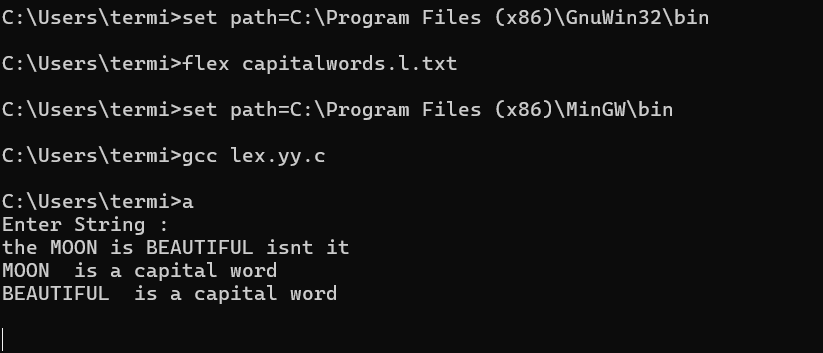 C:\Users\termi>set path=C:\Program Files (x86)\GnuWin32\bin
C:\Users\termi>flex capitalwords.l.txt
C:\Users\termi>set path=C:\Program Files (x86)\MinGW\bin
C:\Users\termi>gcc lex.yy.c
C:\Users\termi>a
Enter String :
the MOON is BEAUTIFUL isnt it
MOON  is a capital word
BEAUTIFUL  is a capital word